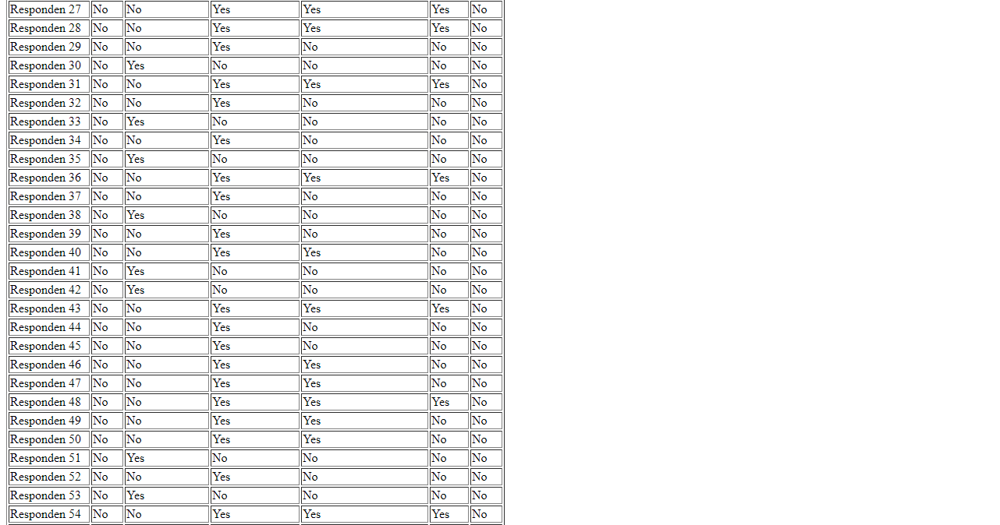 Responden 27 No No Yes Yes Yes No
Responden 28 No No Yes Yes Yes No
Responden 29 No No Yes No No No
Responden 30 No Yes No No No No
Responden 31 No No Yes Yes Yes No
Responden 32 No No Yes No No No
Responden 33 No Yes No No No No
Responden 34 No No Yes No No No
Responden 35 No Yes No No No No
Responden 36 No No Yes Yes Yes No
Responden 37 No No Yes No No No
Responden 38 No Yes No No No No
Responden 39 No No Yes No No No
Responden 40 No No Yes Yes No No
Responden 41 No Yes No No No No
Responden 42 No Yes No No No No
Responden 43 No No Yes Yes Yes No
Responden 44 No No Yes No No No
Responden 45 No No Yes No No No
Responden 46 No No Yes Yes No No
Responden 47 No No Yes Yes No No
Responden 48 No No Yes Yes Yes No
Responden 49 No No Yes Yes No No
Responden 50 No No Yes Yes No No
Responden 51 No Yes No No No No
Responden 52 No No Yes No No No
Responden 53 No Yes No No No No
Responden 54 No No Yes Yes Yes No